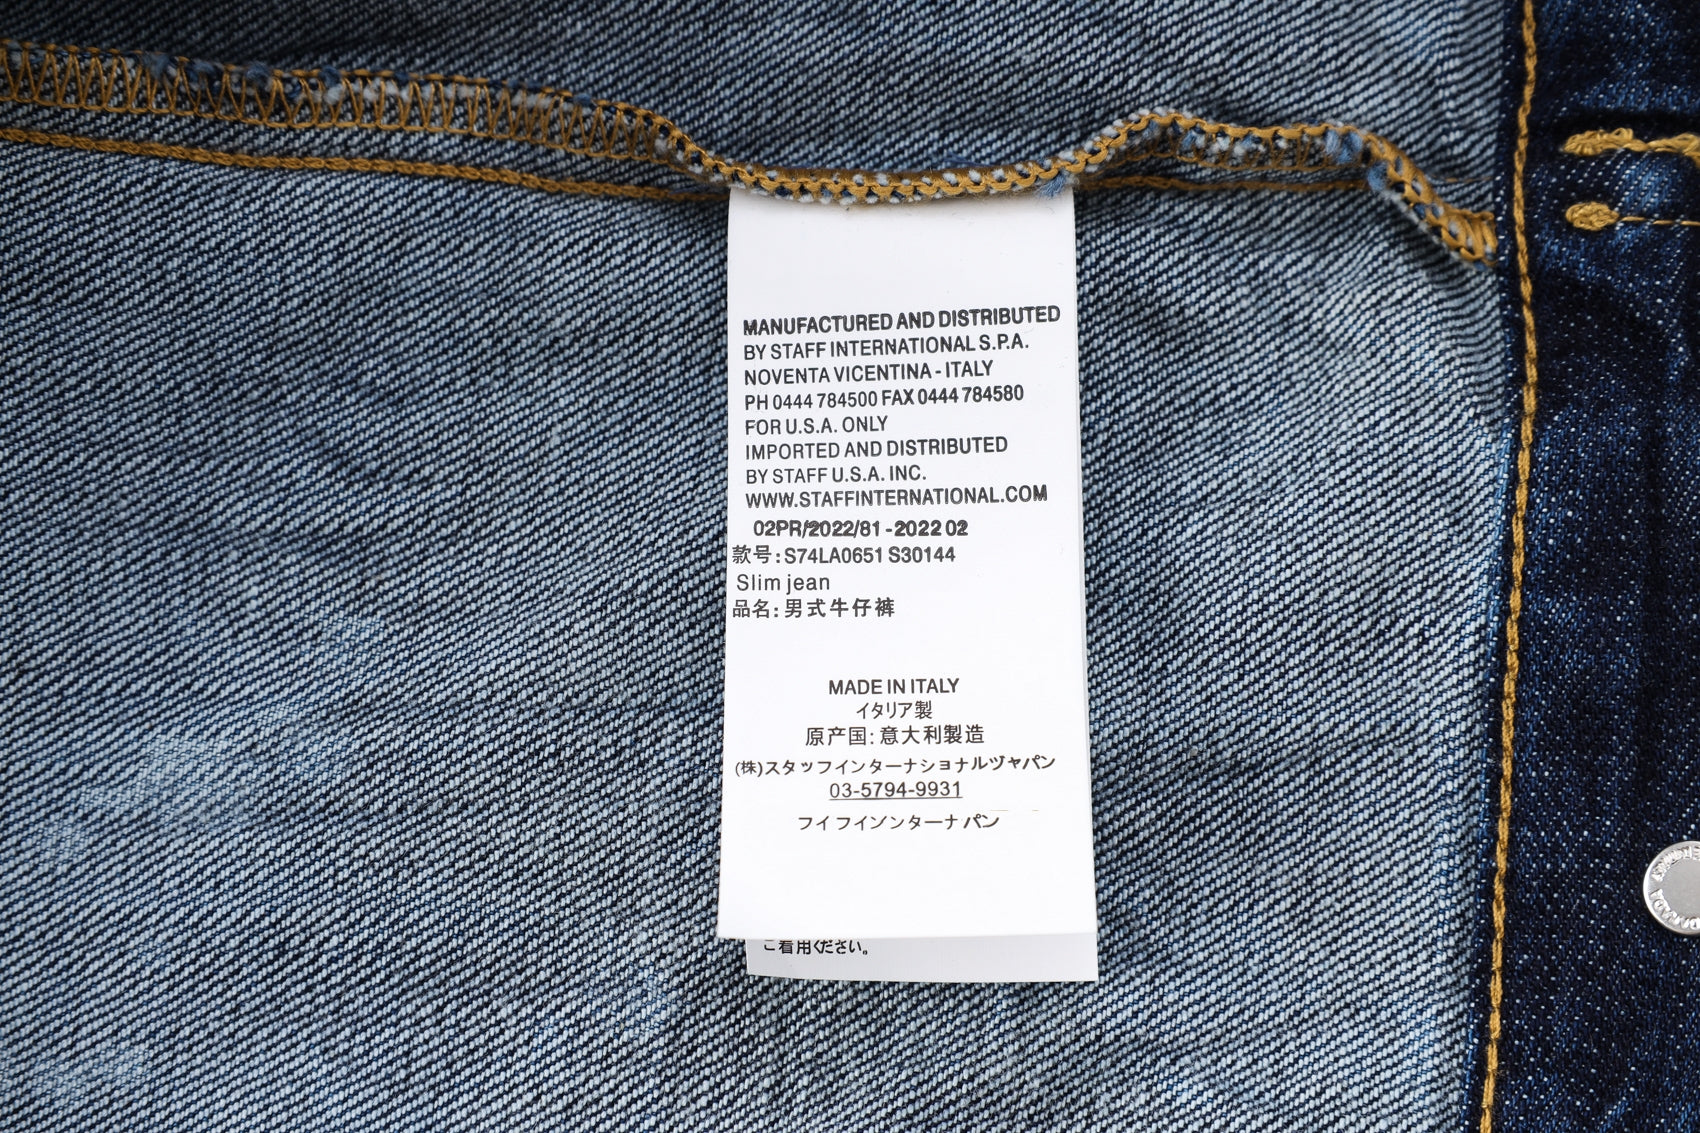 MANUFACTURED AND DISTRIBUTED
BY STAFF INTERNATIONAL S.P.A.
NOVENTA VICENTINA - ITALY
PH 0444 784500 FAX 0444 784580
FOR U.S.A. ONLY
IMPORTED AND DISTRIBUTED
BY STAFF U.S.A. INC.
WWW.STAFFINTERNATIONAL.COM
02PR/2022/81 - 2022 02
款号: S74LA0651 S30144
Slim jean
品名: 男式牛仔裤
MADE IN ITALY
イタリア製
原产国: 意大利製造
(株)スタッフインターナショナルヅャパン
03-5794-9931
フイフインンターナパン
ご着用ください。